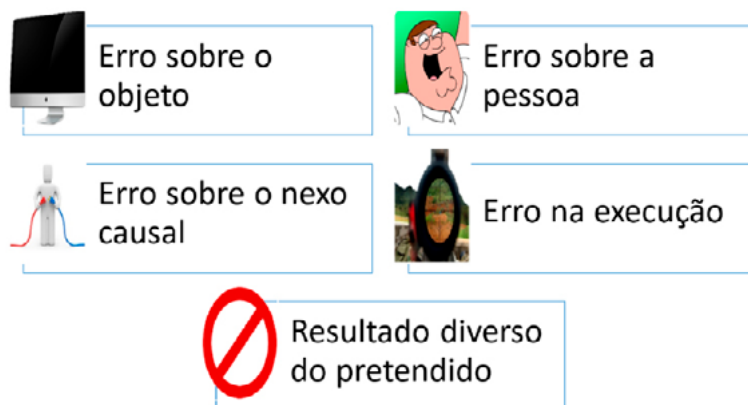 Erro sobre o
objeto
Erro sobre a
pessoa
Erro sobre o nexo
causal
Erro na execução
Resultado diverso
do pretendido